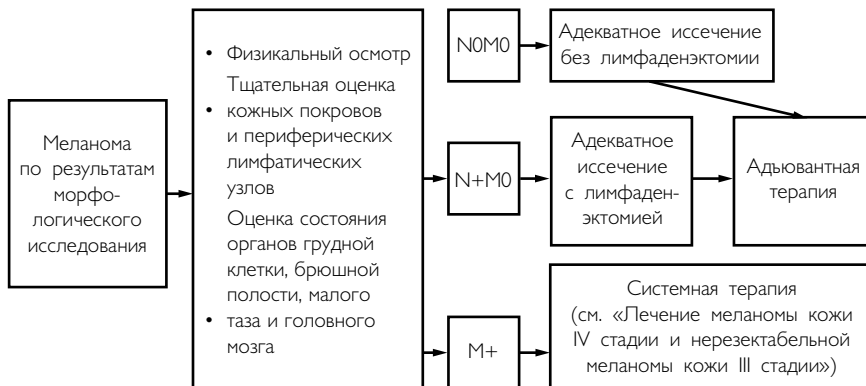 Меланома
по результатам
морфо-
логического
исследования
• Физикальный осмотр
Тщательная оценка
• кожных покровов
и периферических
лимфатических
узлов
Оценка состояния
органов грудной
клетки, брюшной
полости, малого
• таза и головного
мозга
N0M0
Адекватное иссечение
без лимфаденэктомии
N+M0
Адекватное
иссечение
с лимфаден-
эктомией
Адъювантная
терапия
M+
Системная терапия
(см. «Лечение меланомы кожи
IV стадии и нерезектабельной
меланомы кожи III стадии»)